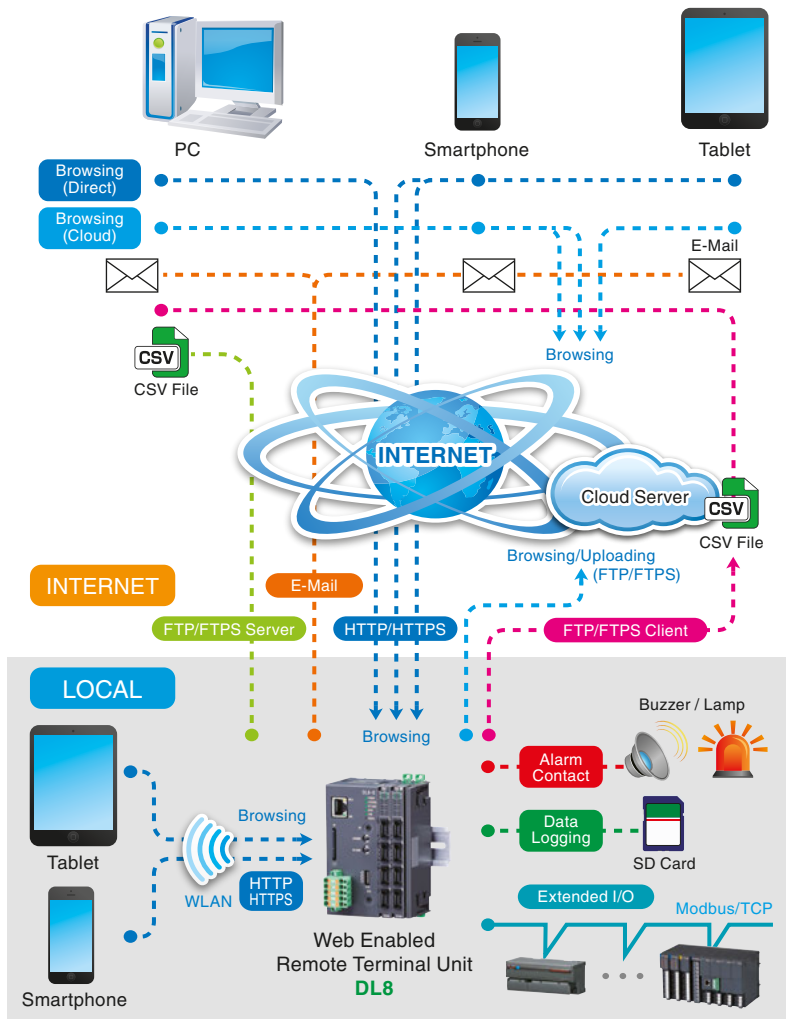 PC
Smartphone
Tablet
Browsing
(Direct)
Browsing
(Cloud)
E-Mail
CSV
CSV File
Browsing
INTERNET
Cloud Server
CSV
CSV File
Browsing/Uploading
(FTP/FTPS)
INTERNET
E-Mail
FTP/FTPS Server
HTTP/HTTPS
FTP/FTPS Client
LOCAL
Browsing
Buzzer / Lamp
Alarm
Contact
Data
Logging
SD Card
Tablet
Browsing
WLAN
HTTP
HTTPS
Extended I/O
Modbus/TCP
Smartphone
Web Enabled
Remote Terminal Unit
DL8